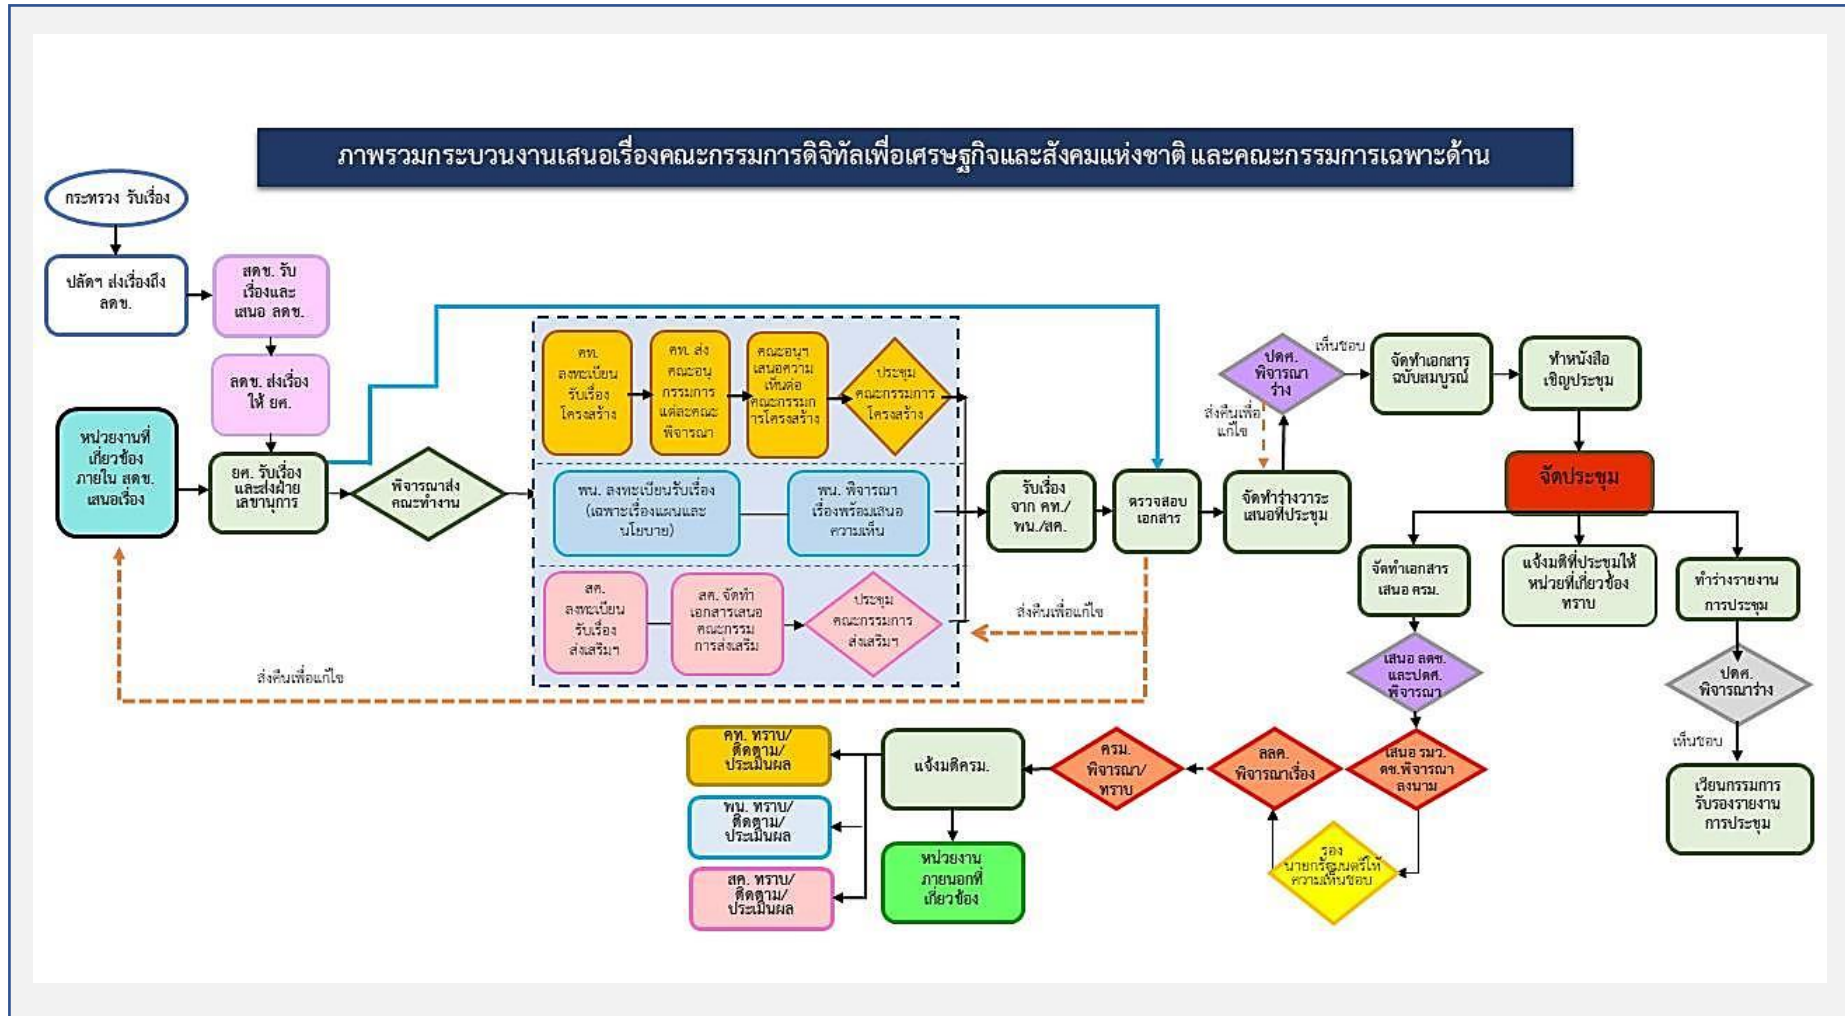 ภาพรวมกระบวนงานเสนอเรื่องคณะกรรมการดิจิทัลเพื่อเศรษฐกิจและสังคมแห่งชาติ และคณะกรรมการเฉพาะด้าน
กระทรวง รับเรื่อง
ปลัดฯ ส่งเรื่องถึง
ลดช.
สดช. รับ
เรื่องและ
เสนอ ลดช.
ลดช. ส่งเรื่อง
ให้ ยศ.
หน่วยงานที่
เกี่ยวข้อง
ภายใน สดช.
เสนอเรื่อง
ยศ. รับเรื่อง
และส่งฝ่าย
เลขานุการ
พิจารณาส่ง
คณะทำงาน
คท.
ลงทะเบียน
รับเรื่อง
โครงสร้าง
คท. ส่ง
คณะอนุ
กรรมการ
แต่ละคณะ
พิจารณา
คณะอนุฯ
เสนอความ
เห็นต่อ
คณะกรรมก
ารโครงสร้าง
ประชุม
คณะกรรมการ
โครงสร้าง
พน. ลงทะเบียนรับเรื่อง
(เฉพาะเรื่องแผนและ
นโยบาย)
พน. พิจารณา
เรื่องพร้อมเสนอ
ความเห็น
สค.
ลงทะเบียน
รับเรื่อง
ส่งเสริมฯ
สค. จัดทำ
เอกสารเสนอ
คณะกรรม
การส่งเสริม
ประชุม
คณะกรรมการ
ส่งเสริมฯ
รับเรื่อง
จาก คท./
พน./สค.
ตรวจสอบ
เอกสาร
จัดทำร่างวาระ
เสนอที่ประชุม
ส่งคืนเพื่อแก้ไข
ส่งคืนเพื่อแก้ไข
ปดศ.
พิจารณา
ร่าง
เห็นชอบ
ส่งคืนเพื่อ
แก้ไข
จัดทำเอกสาร
ฉบับสมบูรณ์
ทำหนังสือ
เชิญประชุม
จัดประชุม
จัดทำเอกสาร
เสนอ ครม.
แจ้งมติที่ประชุมให้
หน่วยที่เกี่ยวข้อง
ทราบ
ทำร่างรายงาน
การประชุม
เสนอ ลดช.
และปดศ.
พิจารณา
ปดศ.
พิจารณาร่าง
เห็นชอบ
เวียนกรรมการ
รับรองรายงาน
การประชุม
เสนอ รมว.
ดช.พิจารณา
ลงนาม
รอง
นายกรัฐมนตรีให้
ความเห็นชอบ
ลลค.
พิจารณาเรื่อง
ครม.
พิจารณา/
ทราบ
แจ้งมติครม.
คท. ทราบ/
ติดตาม/
ประเมินผล
พน. ทราบ/
ติดตาม/
ประเมินผล
สค. ทราบ/
ติดตาม/
ประเมินผล
หน่วยงาน
ภายนอกที่
เกี่ยวข้อง